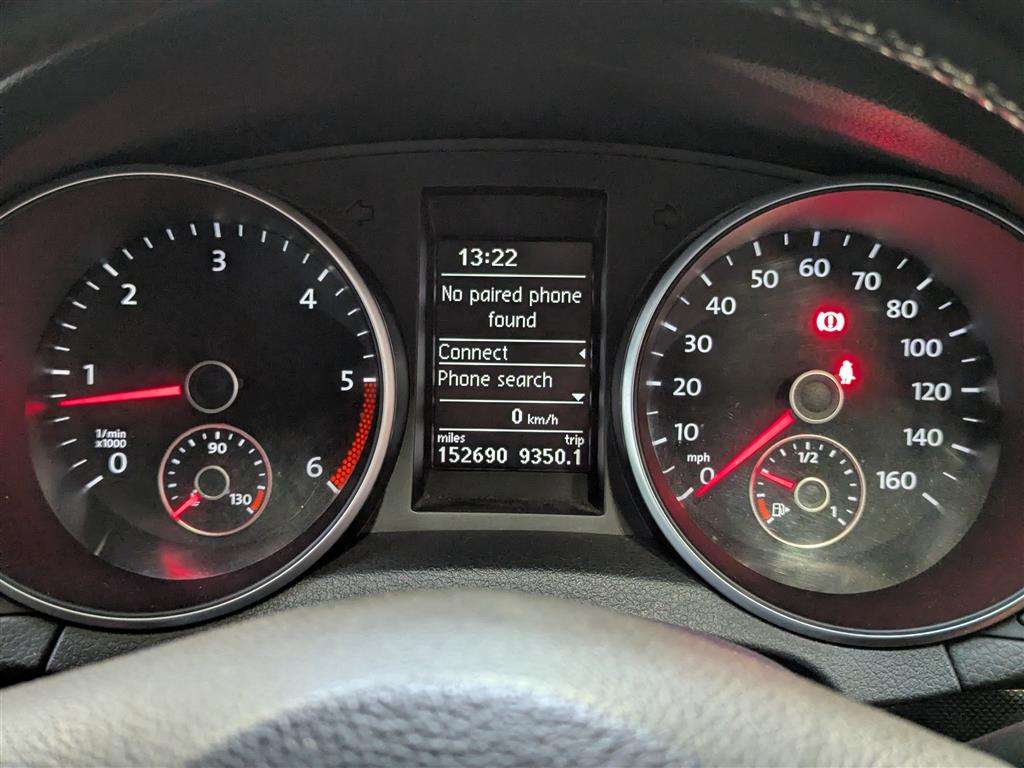 1
2
3
4
5
6
0
1/min
x1000
90
130
13:22
No paired phone
found
Connect
Phone search
0 km/h
miles trip
152690 9350.1
0
10
20
30
40
50
60
70
80
100
120
140
160
mph
1/2
1